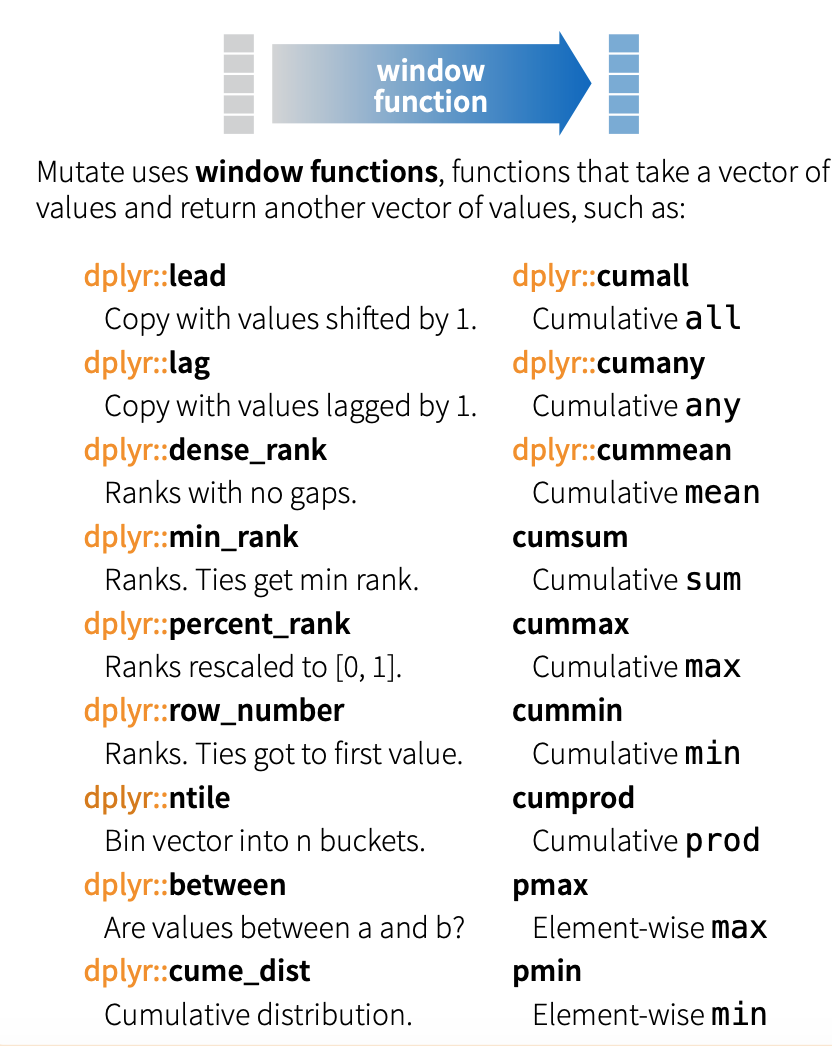 window
function
Mutate uses window functions, functions that take a vector of
values and return another vector of values, such as:
dplyr::lead
Copy with values shifted by 1.
dplyr::lag
Copy with values lagged by 1.
dplyr::dense_rank
Ranks with no gaps.
dplyr::min_rank
Ranks. Ties get min rank.
dplyr::percent_rank
Ranks rescaled to [0, 1].
dplyr::row_number
Ranks. Ties got to first value.
dplyr::ntile
Bin vector into n buckets.
dplyr::between
Are values between a and b?
dplyr::cume_dist
Cumulative distribution.
dplyr::cumall
Cumulative all
dplyr::cumany
Cumulative any
dplyr::cummean
Cumulative mean
cumsum
Cumulative sum
cummax
Cumulative max
cummin
Cumulative min
cumprod
Cumulative prod
pmax
Element-wise max
pmin
Element-wise min